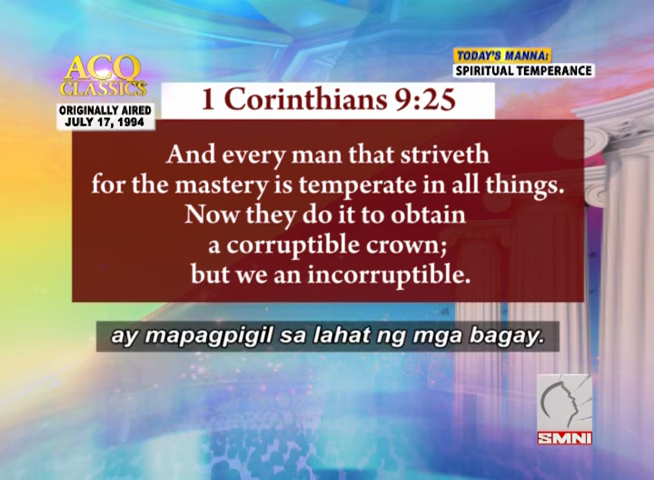 ACQ
CLASSICS
ORIGINALLY AIRED
JULY 17, 1994
TODAY'S MANNA:
SPIRITUAL TEMPERANCE
1 Corinthians 9:25
And every man that striveth
for the mastery is temperate in all things.
Now they do it to obtain
a corruptible crown;
but we an incorruptible.
ay mapagpigil sa lahat ng mga bagay.
SMNI